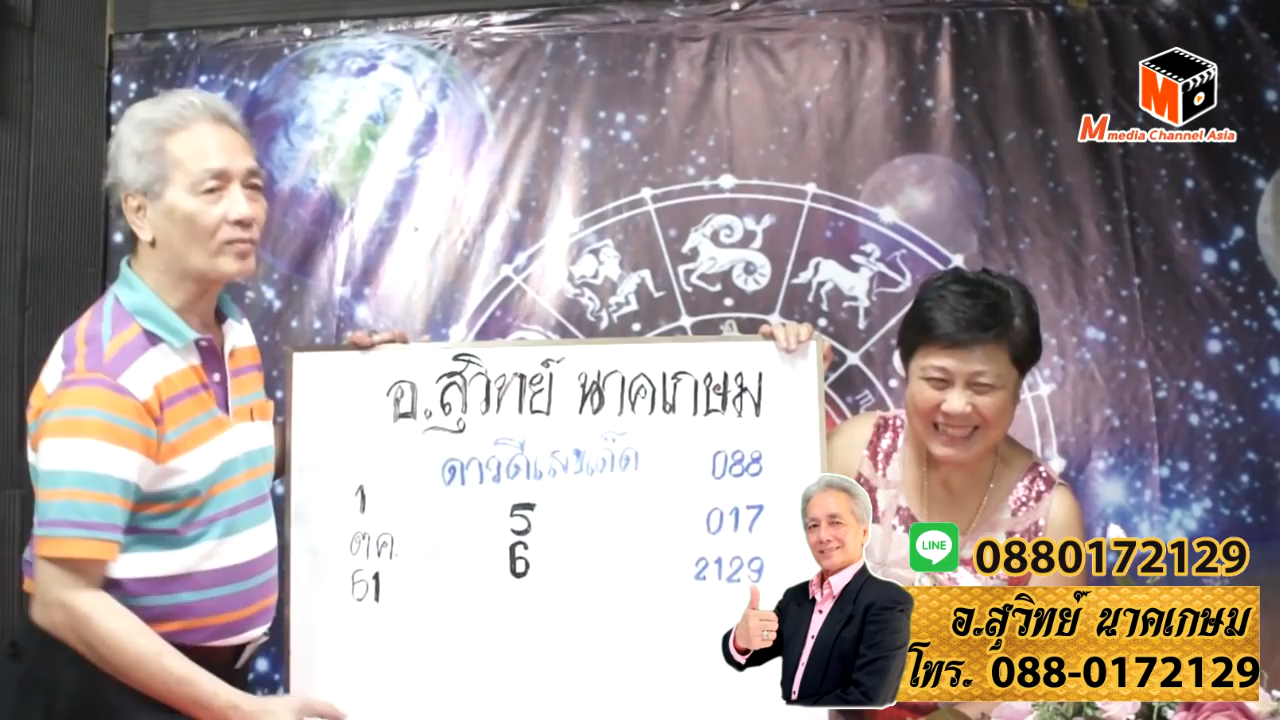 Mmedia Channel Asia
อ.สุวิทย์ นาคเกษม
ดาวดีเลขเด็ด 088
1 5 017
ตค. 6 2129
61
LINE 0880172129
อ.สุวิทย์ นาคเกษม
โทร. 088-0172129